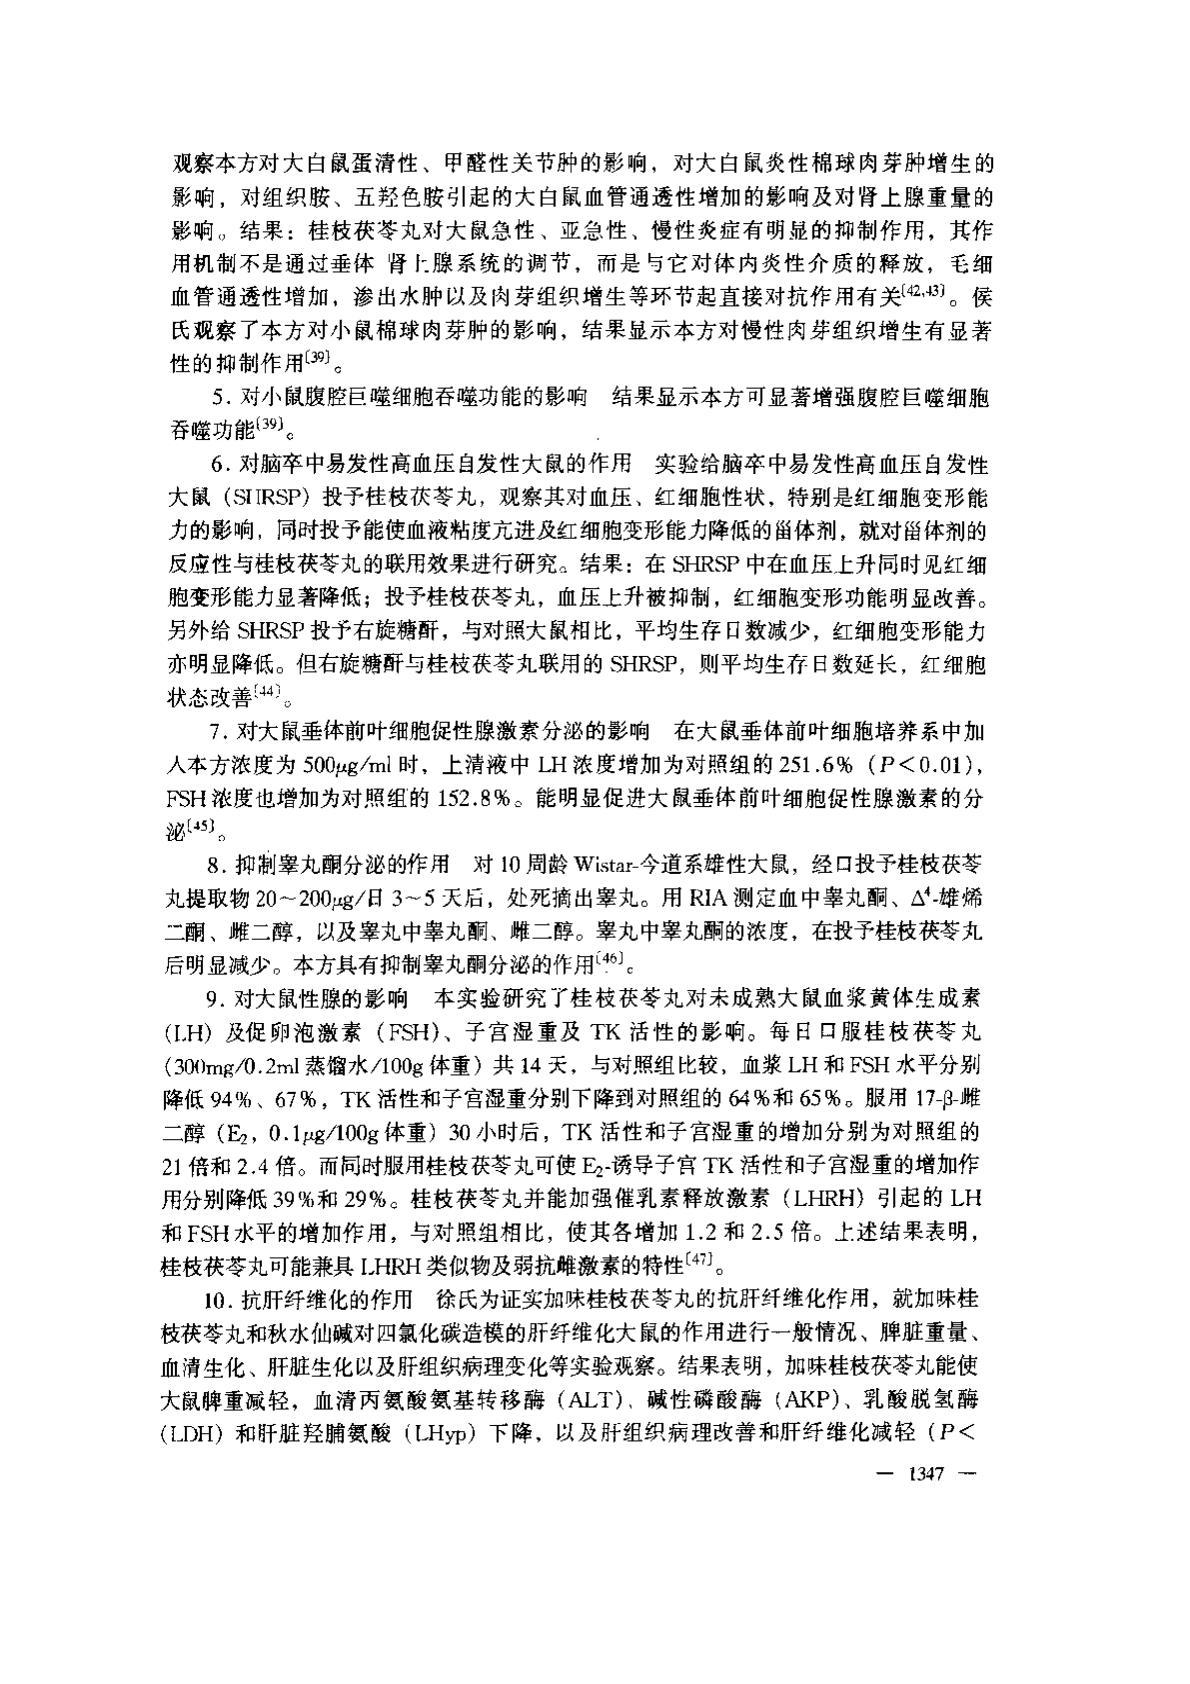 观察本方对大白鼠蛋清性、甲醛性关节肿的影响，对大白鼠炎性棉球肉芽肿增生的
影响，对组织胺、五羟色胺引起的大白鼠血管通透性增加的影响及对肾上腺重量的
影响。结果：桂枝茯苓丸对大鼠急性、亚急性、慢性炎症有明显的抑制作用，其作
用机制不是通过垂体 肾上腺系统的调节，而是与它对体内炎性介质的释放，毛细
血管通透性增加，渗出水肿以及肉芽组织增生等环节起直接对抗作用有关〔42,43〕。侯
氏观察了本方对小鼠棉球肉芽肿的影响，结果显示本方对慢性肉芽组织增生有显著
性的抑制作用〔39〕。
5. 对小鼠腹腔巨噬细胞吞噬功能的影响　结果显示本方可显著增强腹腔巨噬细胞
吞噬功能〔39〕。
6. 对脑卒中易发性高血压自发性大鼠的作用　实验给脑卒中易发性高血压自发性
大鼠（SHRSP）投予桂枝茯苓丸，观察其对血压、红细胞性状，特别是红细胞变形能
力的影响，同时投予能使血液粘度亢进及红细胞变形能力降低的甾体剂，就对甾体剂的
反应性与桂枝茯苓丸的联用效果进行研究。结果：在 SHRSP 中在血压上升同时见红细
胞变形能力显著降低；投予桂枝茯苓丸，血压上升被抑制，红细胞变形功能明显改善。
另外给 SHRSP 投予右旋糖酐，与对照大鼠相比，平均生存日数减少，红细胞变形能力
亦明显降低。但右旋糖酐与桂枝茯苓丸联用的 SHRSP，则平均生存日数延长，红细胞
状态改善〔44〕。
7. 对大鼠垂体前叶细胞促性腺激素分泌的影响　在大鼠垂体前叶细胞培养系中加
人本方浓度为 500μg/ml 时，上清液中 LH 浓度增加为对照组的 251.6%（P＜0.01），
FSH 浓度也增加为对照组的 152.8%。能明显促进大鼠垂体前叶细胞促性腺激素的分
泌〔45〕。
8. 抑制睾丸酮分泌的作用　对 10 周龄 Wistar-今道系雄性大鼠，经口投予桂枝茯苓
丸提取物 20～200μg/日 3～5 天后，处死摘出睾丸。用 RIA 测定血中睾丸酮、Δ⁴-雄烯
二酮、雌二醇，以及睾丸中睾丸酮、雌二醇。睾丸中睾丸酮的浓度，在投予桂枝茯苓丸
后明显减少。本方具有抑制睾丸酮分泌的作用〔46〕。
9. 对大鼠性腺的影响　本实验研究了桂枝茯苓丸对未成熟大鼠血浆黄体生成素
（LH）及促卵泡激素（FSH）、子宫湿重及 TK 活性的影响。每日口服桂枝茯苓丸
（300mg/0.2ml 蒸馏水/100g 体重）共 14 天，与对照组比较，血浆 LH 和 FSH 水平分别
降低 94%、67%，TK 活性和子宫湿重分别下降到对照组的 64%和 65%。服用 17-β-雌
二醇（E₂，0.1μg/100g 体重）30 小时后，TK 活性和子宫湿重的增加分别为对照组的
21 倍和 2.4 倍。而同时服用桂枝茯苓丸可使 E₂-诱导子宫 TK 活性和子宫湿重的增加作
用分别降低 39%和 29%。桂枝茯苓丸并能加强催乳素释放激素（LHRH）引起的 LH
和 FSH 水平的增加作用，与对照组相比，使其各增加 1.2 和 2.5 倍。上述结果表明，
桂枝茯苓丸可能兼具 LHRH 类似物及弱抗雌激素的特性〔47〕。
10. 抗肝纤维化的作用　徐氏为证实加味桂枝茯苓丸的抗肝纤维化作用，就加味桂
枝茯苓丸和秋水仙碱对四氯化碳造模的肝纤维化大鼠的作用进行一般情况、脾脏重量、
血清生化、肝脏生化以及肝组织病理变化等实验观察。结果表明，加味桂枝茯苓丸能使
大鼠脾重减轻，血清丙氨酸氨基转移酶（ALT）、碱性磷酸酶（AKP）、乳酸脱氢酶
（LDH）和肝脏羟脯氨酸（LHyp）下降，以及肝组织病理改善和肝纤维化减轻（P＜
— 1347 —